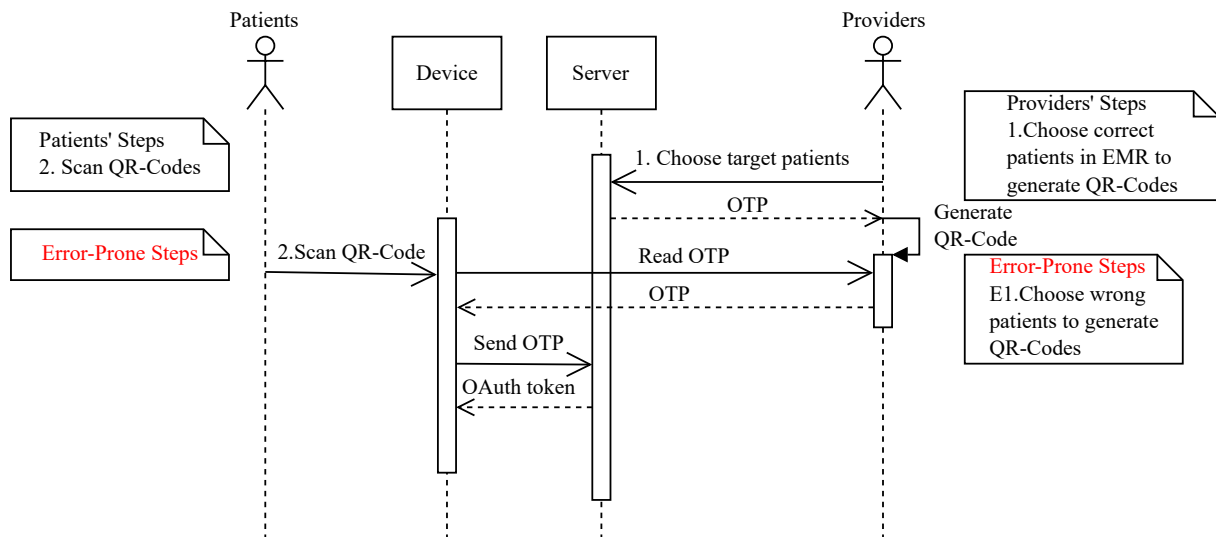 Patients
Providers
Device
Server
Patients' Steps
2. Scan QR-Codes
Providers' Steps
1.Choose correct
patients in EMR to
generate QR-Codes
1. Choose target patients
OTP
Generate
QR-Code
Error-Prone Steps
2.Scan QR-Code
Read OTP
Error-Prone Steps
E1.Choose wrong
patients to generate
QR-Codes
OTP
Send OTP
OAuth token